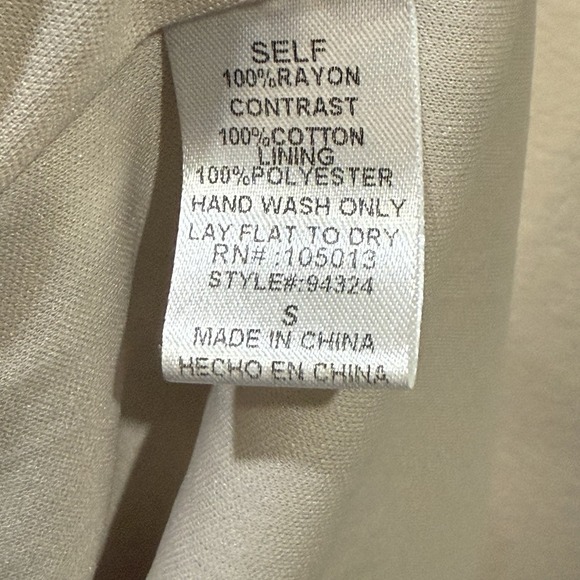 SELF
100%RAYON
CONTRAST
100%COTTON
LINING
100%POLYESTER
HAND WASH ONLY
LAY FLAT TO DRY
RN#:105013
STYLE#:94324
S
MADE IN CHINA
HECHO EN CHINA